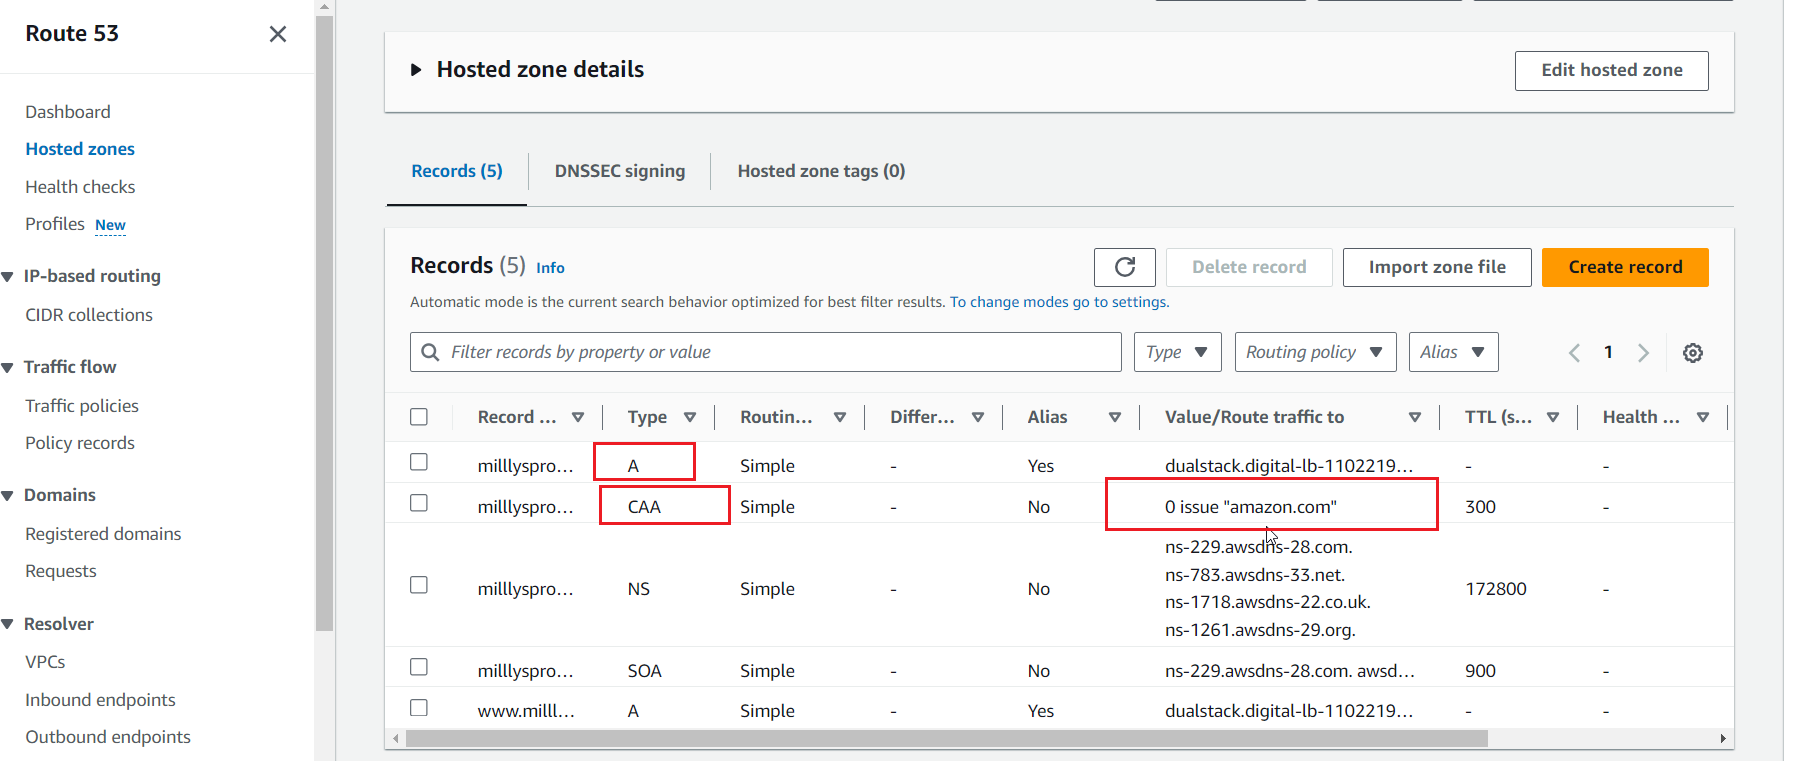 Route 53
Dashboard
Hosted zones
Health checks
Profiles New
IP-based routing
CIDR collections
Traffic flow
Traffic policies
Policy records
Domains
Registered domains
Requests
Resolver
VPCs
Inbound endpoints
Outbound endpoints
Hosted zone details
Edit hosted zone
Records (5)
DNSSEC signing
Hosted zone tags (0)
Records (5) Info
Delete record
Import zone file
Create record
Automatic mode is the current search behavior optimized for best filter results. To change modes go to settings.
Filter records by property or value
Type
Routing policy
Alias
1
Record ... Type Routin... Differ... Alias Value/Route traffic to TTL (s... Health ...
milllyspro... A Simple - Yes dualstack.digital-lb-1102219... - -
milllyspro... CAA Simple - No 0 issue "amazon.com" 300 -
milllyspro... NS Simple - No ns-229.awsdns-28.com. 172800 -
ns-783.awsdns-33.net.
ns-1718.awsdns-22.co.uk.
ns-1261.awsdns-29.org.
milllyspro... SOA Simple - No ns-229.awsdns-28.com. awsd... 900 -
www.milll... A Simple - Yes dualstack.digital-lb-1102219... - -